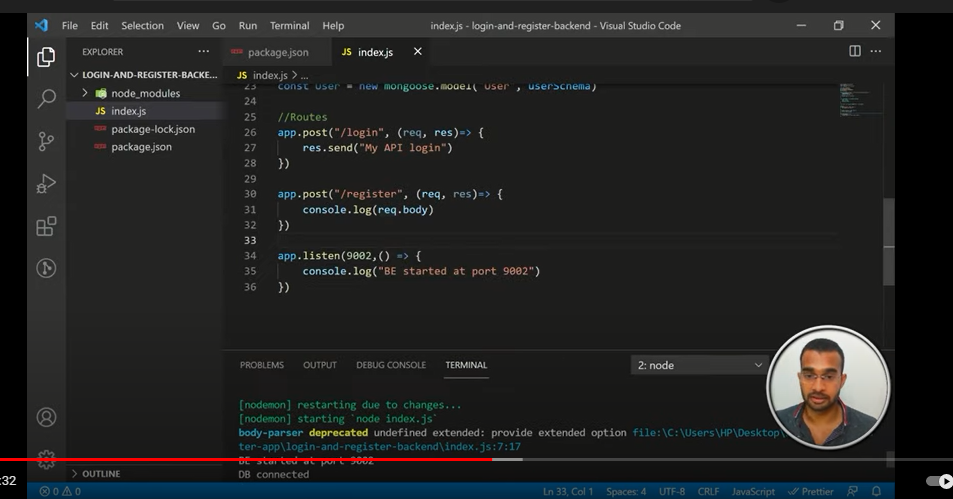 File Edit Selection View Go Run Terminal Help index.js - login-and-register-backend - Visual Studio Code
EXPLORER ...
package.json JS index.js
LOGIN-AND-REGISTER-BACKE...
node_modules
JS index.js
package-lock.json
package.json
OUTLINE
JS index.js > ...
23 const User = new mongoose.model("User", userSchema)
24
25 //Routes
26 app.post("/login", (req, res)=> {
27 res.send("My API login")
28 })
29
30 app.post("/register", (req, res)=> {
31 console.log(req.body)
32 })
33
34 app.listen(9002,() => {
35 console.log("BE started at port 9002")
36 })
PROBLEMS OUTPUT DEBUG CONSOLE TERMINAL 2: node
[nodemon] restarting due to changes...
[nodemon] starting `node index.js`
body-parser deprecated undefined extended: provide extended option file:\C:\Users\HP\Desktop\
ter-app\login-and-register-backend\index.js:7:17
BE started at port 9002
DB connected
:32
0 0 Ln 33, Col 1 Spaces: 4 UTF-8 CRLF JavaScript Prettier